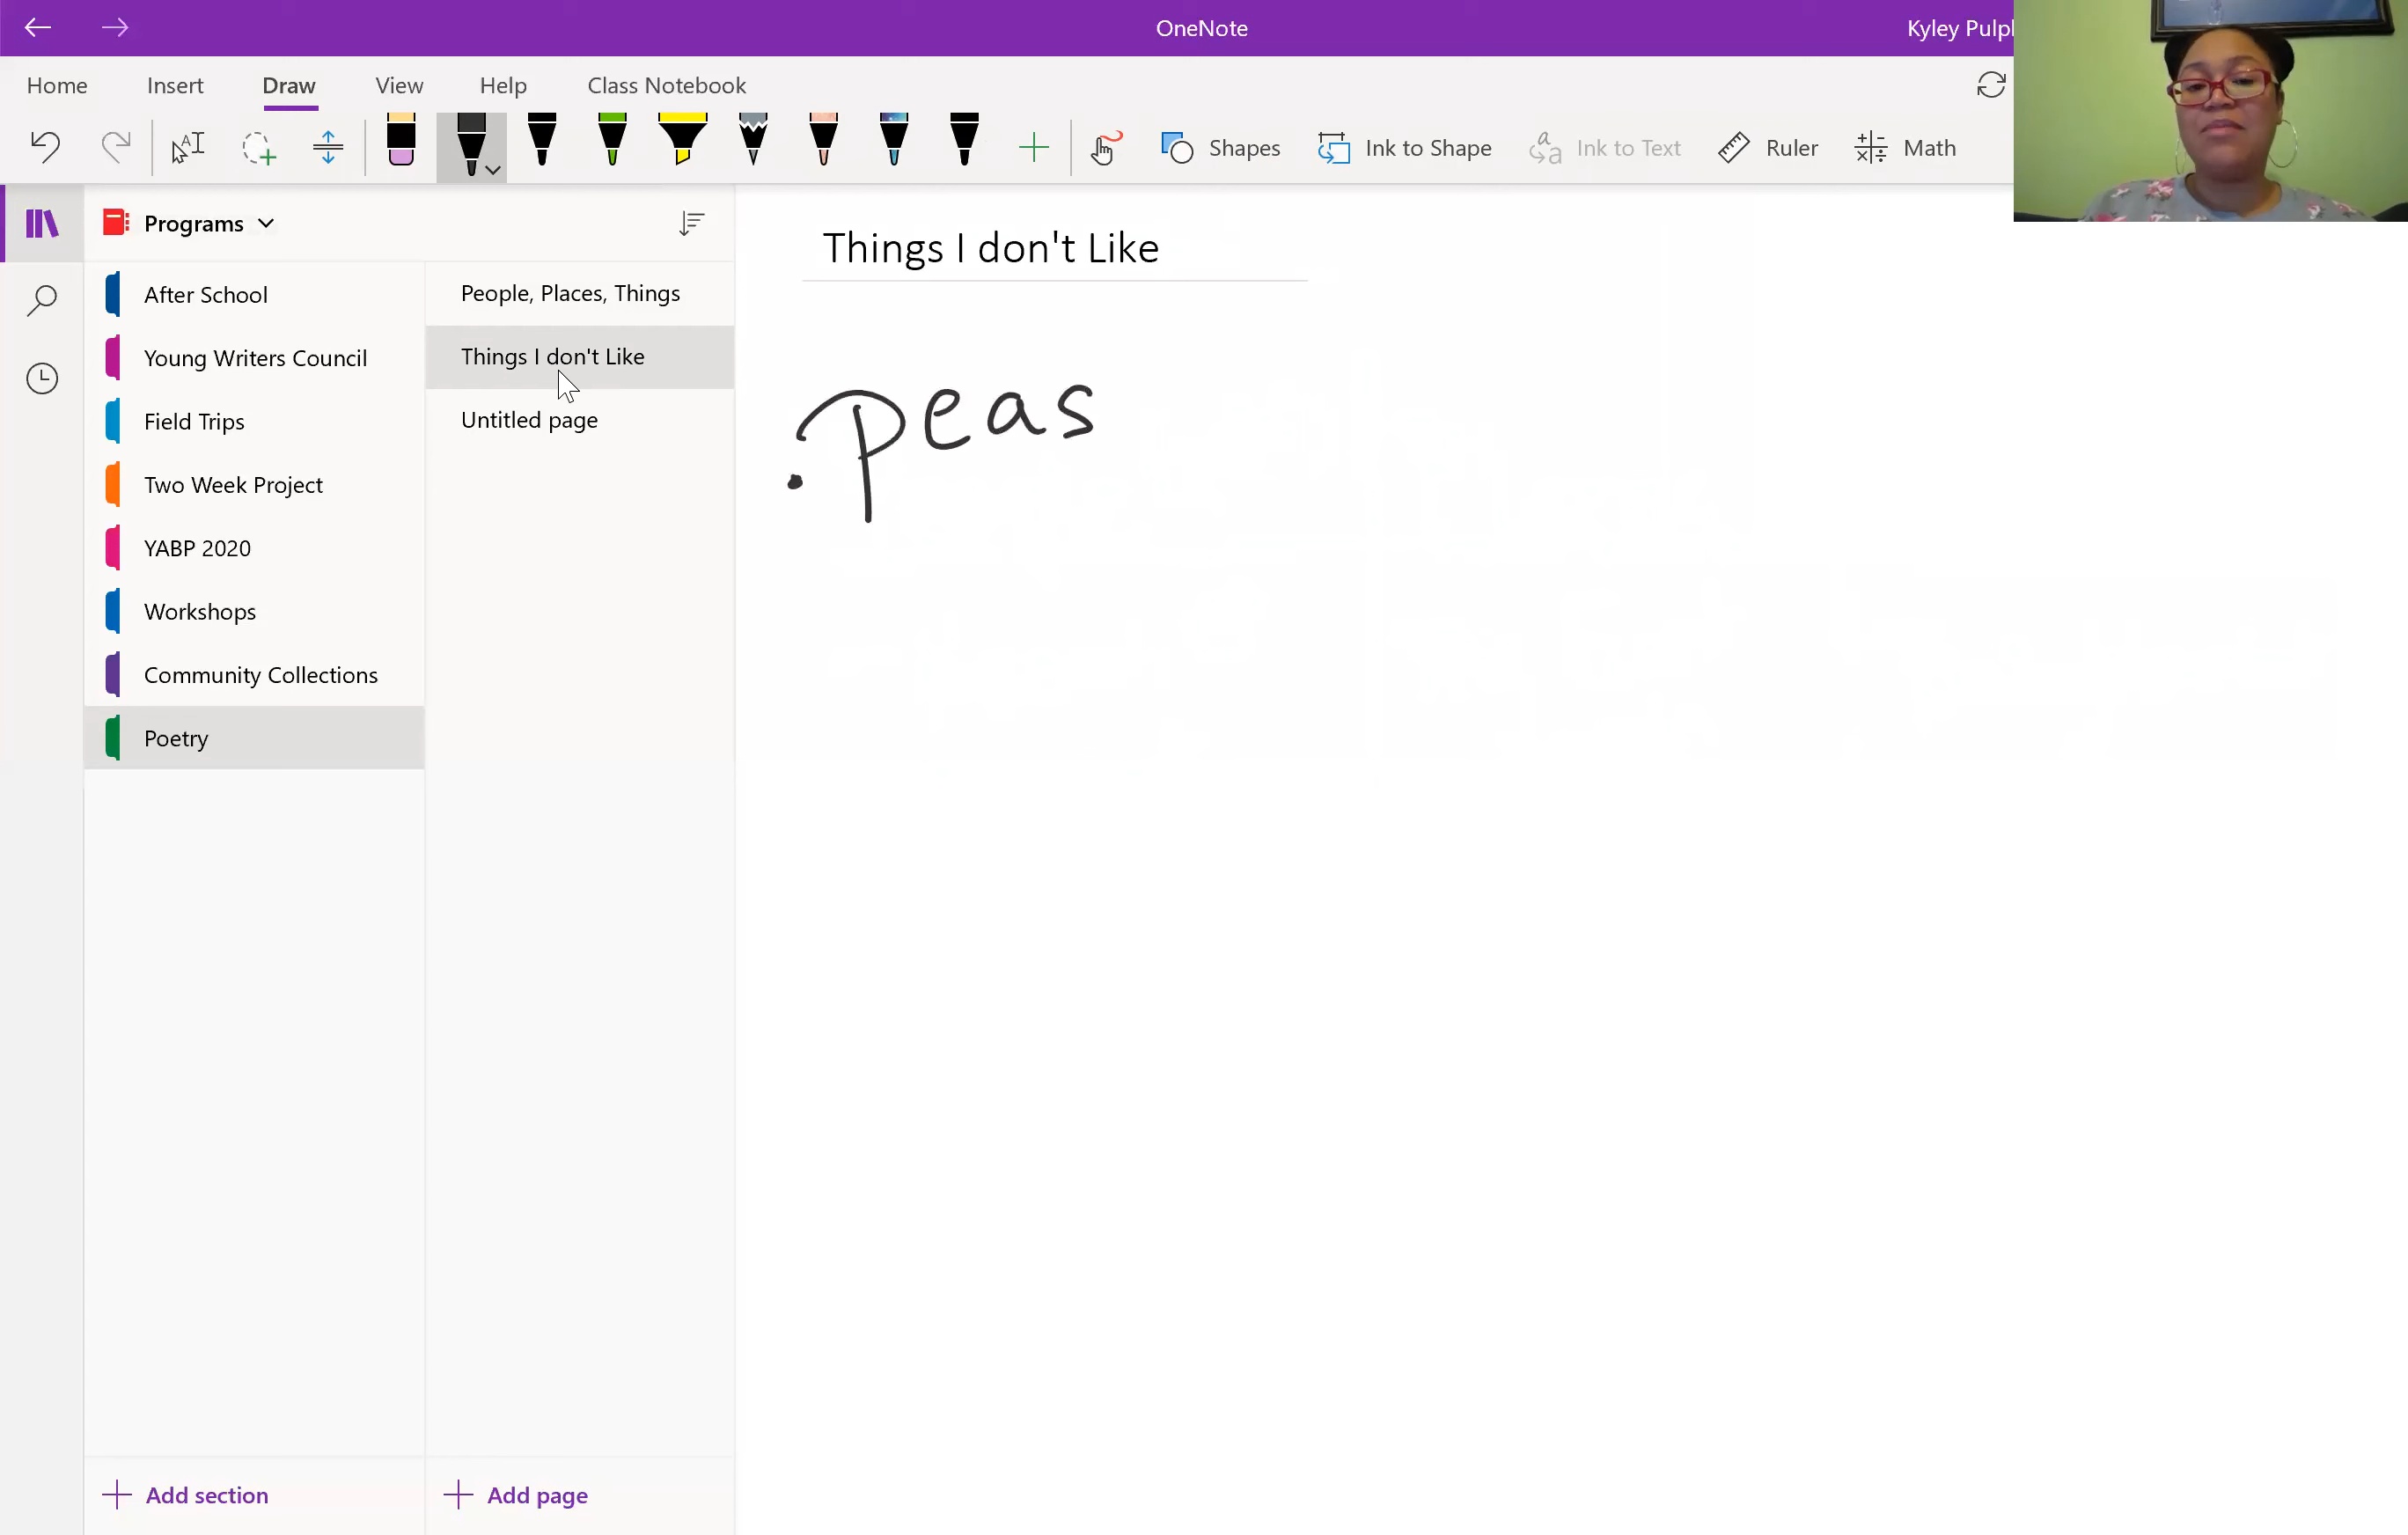 OneNote
Kyley
Home Insert Draw View Help Class Notebook
Shapes Ink to Shape Ink to Text Ruler Math
Programs
After School
Young Writers Council
Field Trips
Two Week Project
YABP 2020
Workshops
Community Collections
Poetry
People, Places, Things
Things I don't Like
Untitled page
Things I don't Like
. Peas
Add section
Add page